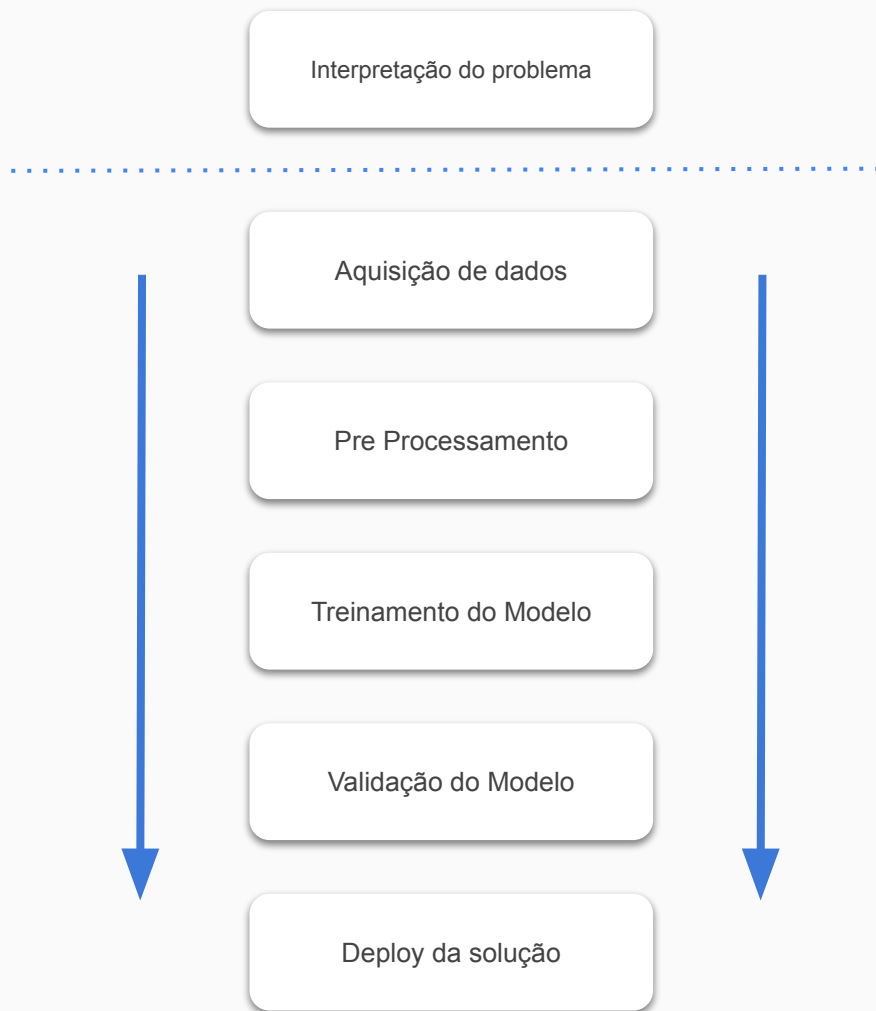 Interpretação do problema
Aquisição de dados
Pre Processamento
Treinamento do Modelo
Validação do Modelo
Deploy da solução